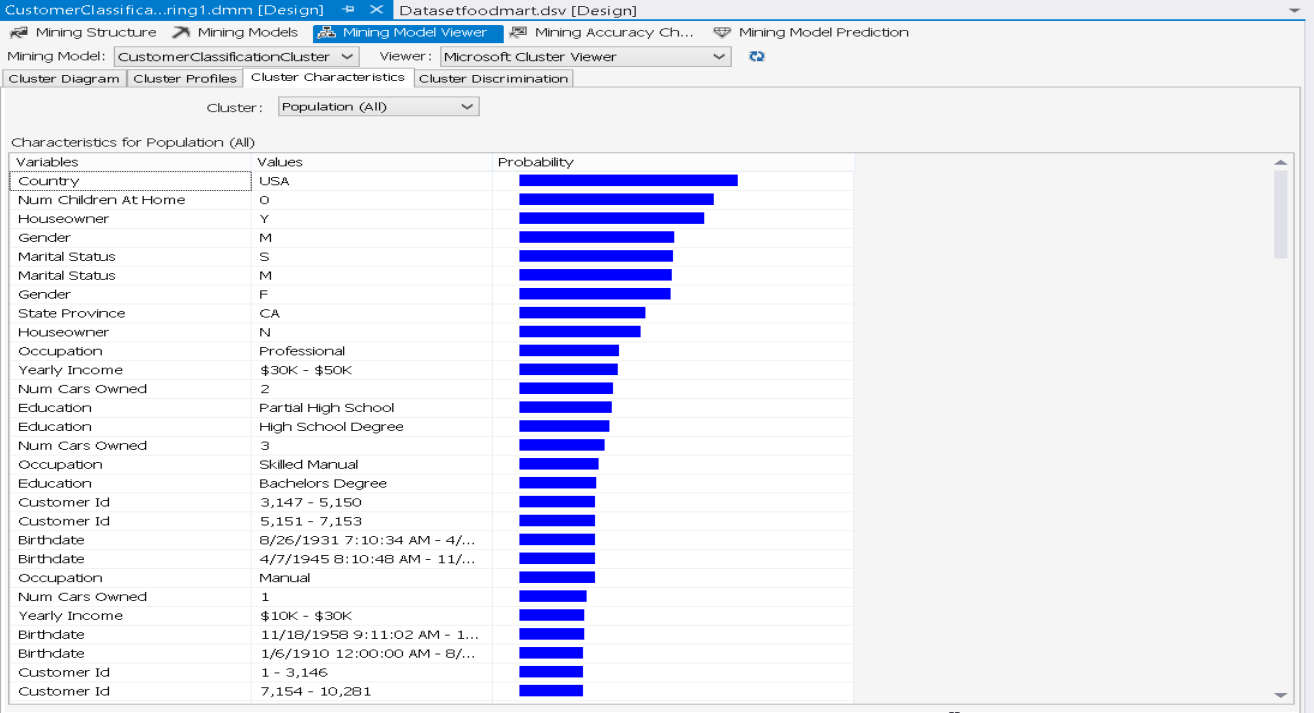 CustomerClassifica...ring1.dmm [Design] Datasetfoodmart.dsv [Design]
Mining Structure Mining Models Mining Model Viewer Mining Accuracy Ch... Mining Model Prediction
Mining Model: CustomerClassificationCluster Viewer: Microsoft Cluster Viewer
Cluster Diagram Cluster Profiles Cluster Characteristics Cluster Discrimination
Cluster: Population (All)
Characteristics for Population (All)
Variables Values Probability
Country USA
Num Children At Home 0
Houseowner Y
Gender M
Marital Status S
Marital Status M
Gender F
State Province CA
Houseowner N
Occupation Professional
Yearly Income $30K - $50K
Num Cars Owned 2
Education Partial High School
Education High School Degree
Num Cars Owned 3
Occupation Skilled Manual
Education Bachelors Degree
Customer Id 3,147 - 5,150
Customer Id 5,151 - 7,153
Birthdate 8/26/1931 7:10:34 AM - 4/...
Birthdate 4/7/1945 8:10:48 AM - 11/...
Occupation Manual
Num Cars Owned 1
Yearly Income $10K - $30K
Birthdate 11/18/1958 9:11:02 AM - 1...
Birthdate 1/6/1910 12:00:00 AM - 8/...
Customer Id 1 - 3,146
Customer Id 7,154 - 10,281